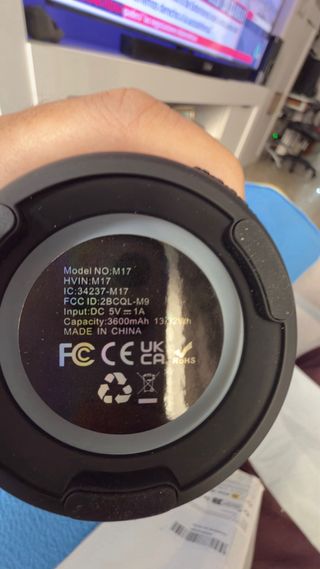 Model NO:M17
HVIN:M17
IC:34237-M17
FCC ID:2BCQL-M9
Input:DC 5V⎓1A
Capacity:3600mAh 13.32Wh
MADE IN CHINA
FC CE UK CA RoHS